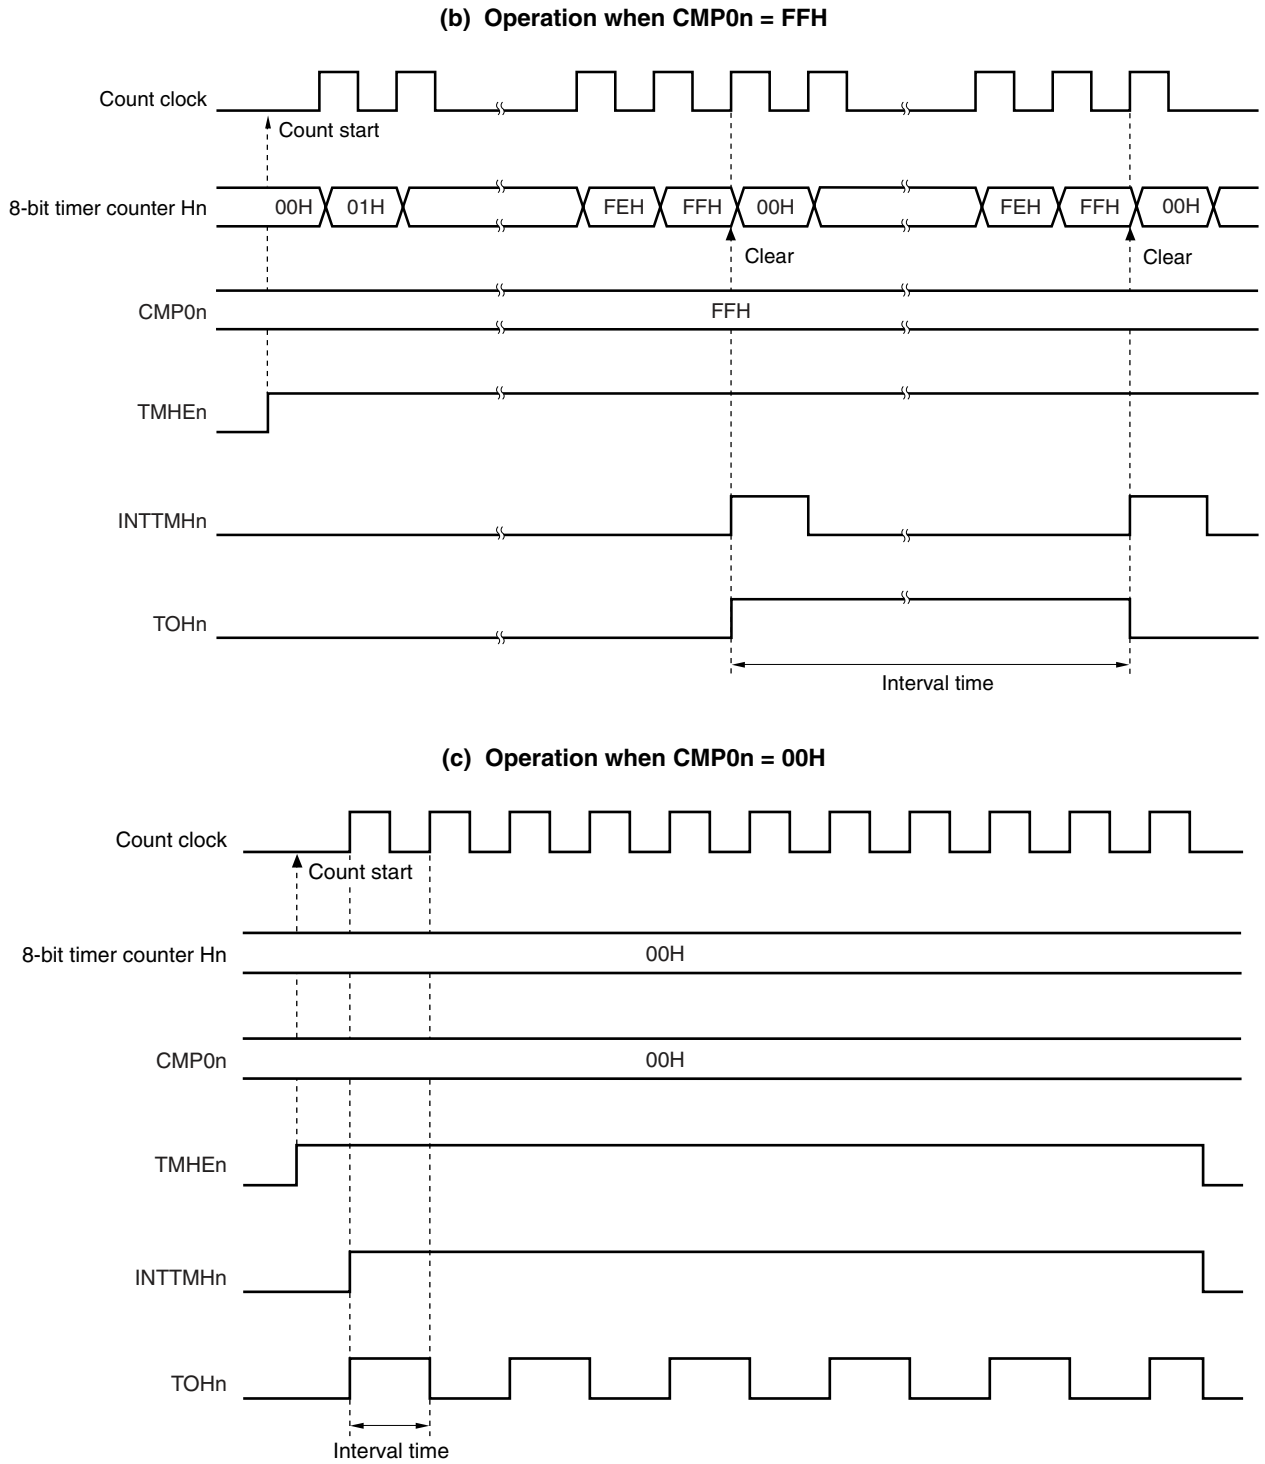 (b) Operation when CMP0n = FFH
Count clock
Count start
8-bit timer counter Hn 00H 01H FEH FFH 00H FEH FFH 00H
Clear Clear
CMP0n FFH
TMHEn
INTTMHn
TOHn
Interval time
(c) Operation when CMP0n = 00H
Count clock
Count start
8-bit timer counter Hn 00H
CMP0n 00H
TMHEn
INTTMHn
TOHn
Interval time